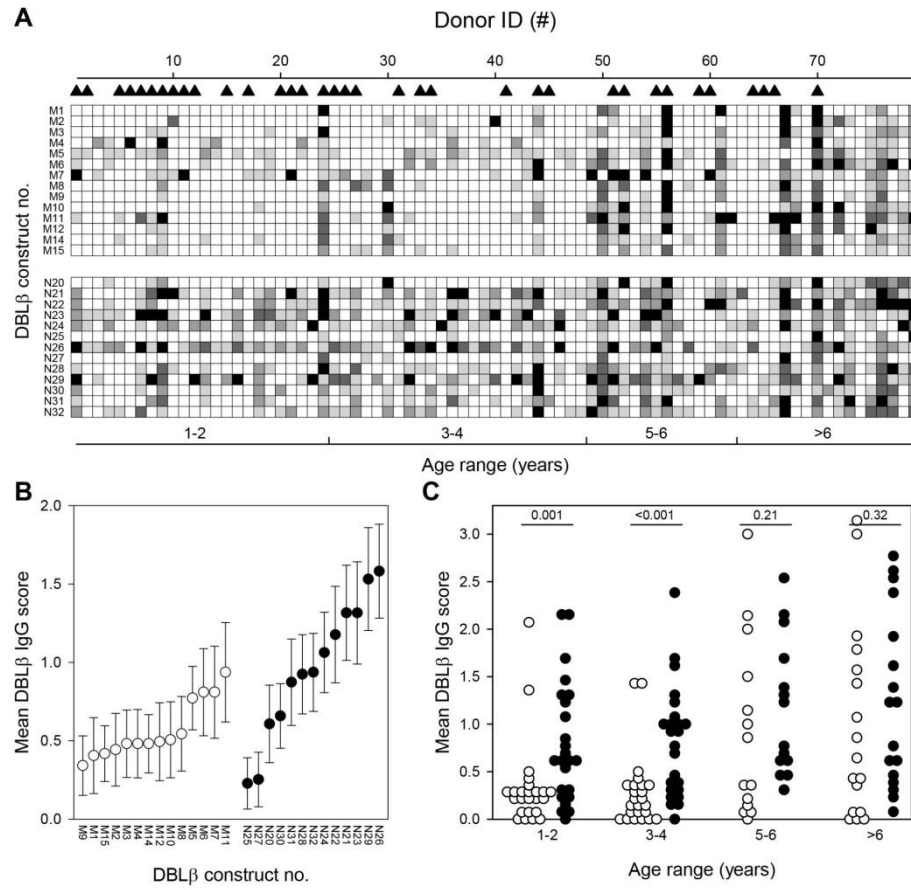 A
Donor ID (#)
10 20 30 40 50 60 70
DBLβ construct no.
M1
M2
M3
M4
M5
M6
M7
M8
M9
M10
M11
M12
M14
M15
N20
N21
N22
N23
N24
N25
N26
N27
N28
N29
N30
N31
N32
1-2 3-4 5-6 >6
Age range (years)
B
Mean DBLβ IgG score
2.0
1.5
1.0
0.5
0.0
M9 M1 M15 M2 M3 M4 M14 M12 M10 M8 M5 M6 M7 M11 N25 N27 N20 N30 N31 N28 N32 N24 N22 N21 N23 N29 N26
DBLβ construct no.
C
Mean DBLβ IgG score
0.001 <0.001 0.21 0.32
3.0
2.5
2.0
1.5
1.0
0.5
0.0
1-2 3-4 5-6 >6
Age range (years)